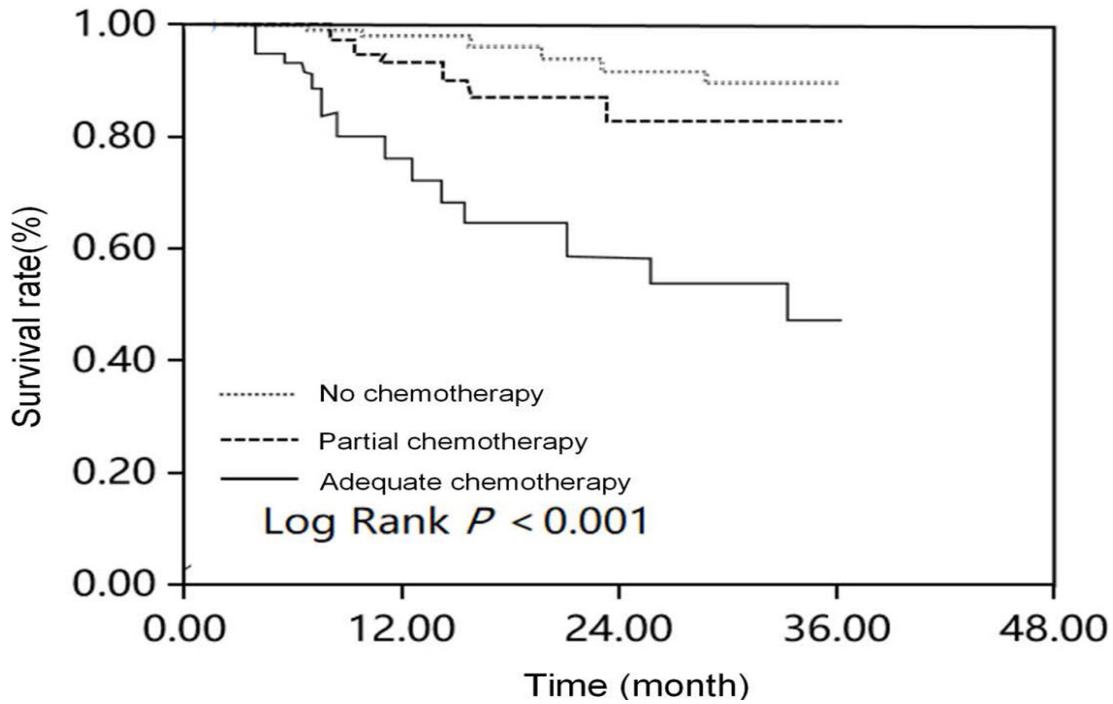 1.00
0.80
0.60
0.40
0.20
0.00
Survival rate(%)
No chemotherapy
Partial chemotherapy
Adequate chemotherapy
Log Rank P < 0.001
0.00 12.00 24.00 36.00 48.00
Time (month)